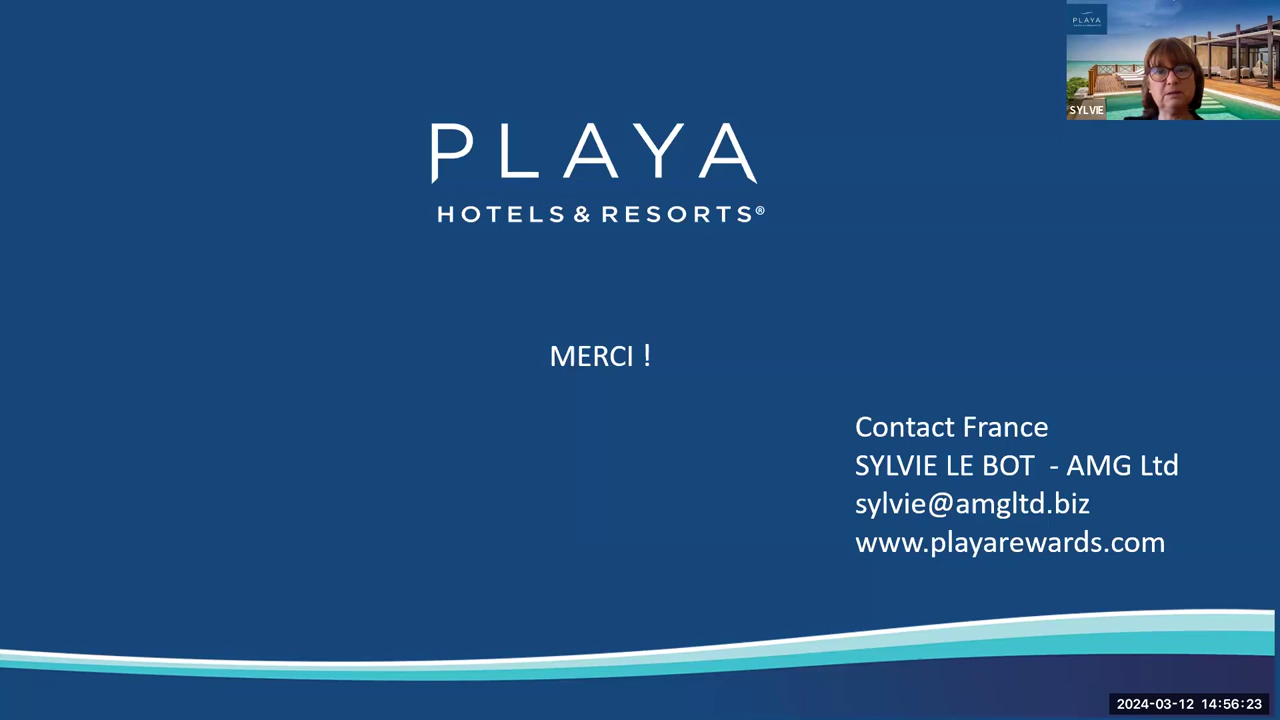 PLAYA
HOTELS & RESORTS®
PLAYA
SYLVIE
MERCI !
Contact France
SYLVIE LE BOT - AMG Ltd
sylvie@amgltd.biz
www.playarewards.com
2024-03-12 14:56:23